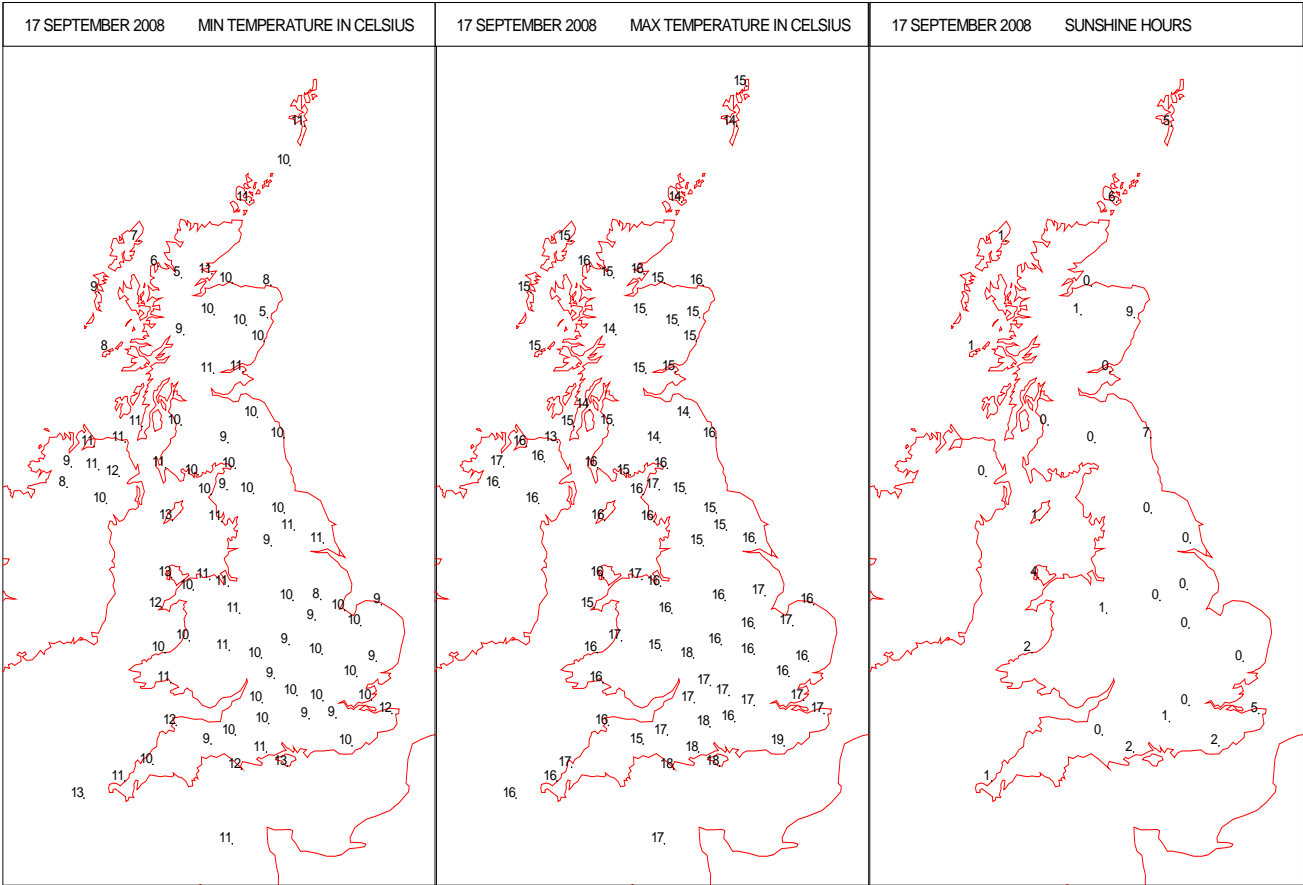 17 SEPTEMBER 2008 MIN TEMPERATURE IN CELSIUS
11.
10.
11.
7.
6. 5. 11. 10. 8.
9. 10. 10. 5.
9. 10.
8.
11. 11.
10.
11. 10. 10.
11. 11. 9.
9. 11. 12. 11. 10. 10.
8. 10. 9. 10.
10.
13. 11. 10.
11. 11.
9.
13. 10. 11. 11.
12. 11. 10. 8. 10. 9.
9. 10.
10. 10. 11. 10. 9. 10. 9.
11. 9. 10.
10. 10. 10. 10.
12. 10. 10. 9. 9. 12.
9. 11. 10.
10. 12. 13.
11.
13.
11.
17 SEPTEMBER 2008 MAX TEMPERATURE IN CELSIUS
15.
14.
14.
15.
16. 15. 16. 15. 16.
15. 15. 15. 15.
14. 15.
15.
15. 15.
14 14.
15. 15. 16.
16. 13. 14.
17. 16. 16. 15. 16.
16. 16. 17. 15.
16.
16. 16. 15.
15. 16.
15.
16. 17. 16.
15. 16. 16. 17. 16.
16. 17.
16. 17. 15. 18. 16. 16. 16.
16. 17. 16.
17. 17. 17. 17.
16. 17. 18. 16. 17.
15. 18. 19.
17. 18. 18.
16.
16.
17.
17 SEPTEMBER 2008 SUNSHINE HOURS
5.
6.
1.
0.
1. 9.
1.
0.
0. 7.
0.
0.
1. 0.
0.
4. 0.
1. 0.
0.
2. 0.
0. 5.
0. 1.
2. 2.
1.